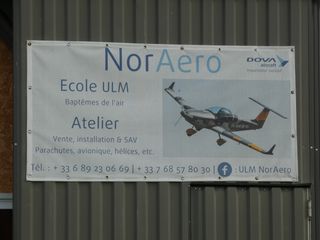 NorAero
DOVA
aircraft
Ecole ULM
Baptêmes de l'air
Atelier
Vente, installation & SAV
Parachutes, avionique, hélices, etc.
Tél. : + 33 6 89 23 06 69 | + 33 7 68 57 80 30 | f : ULM NorAero